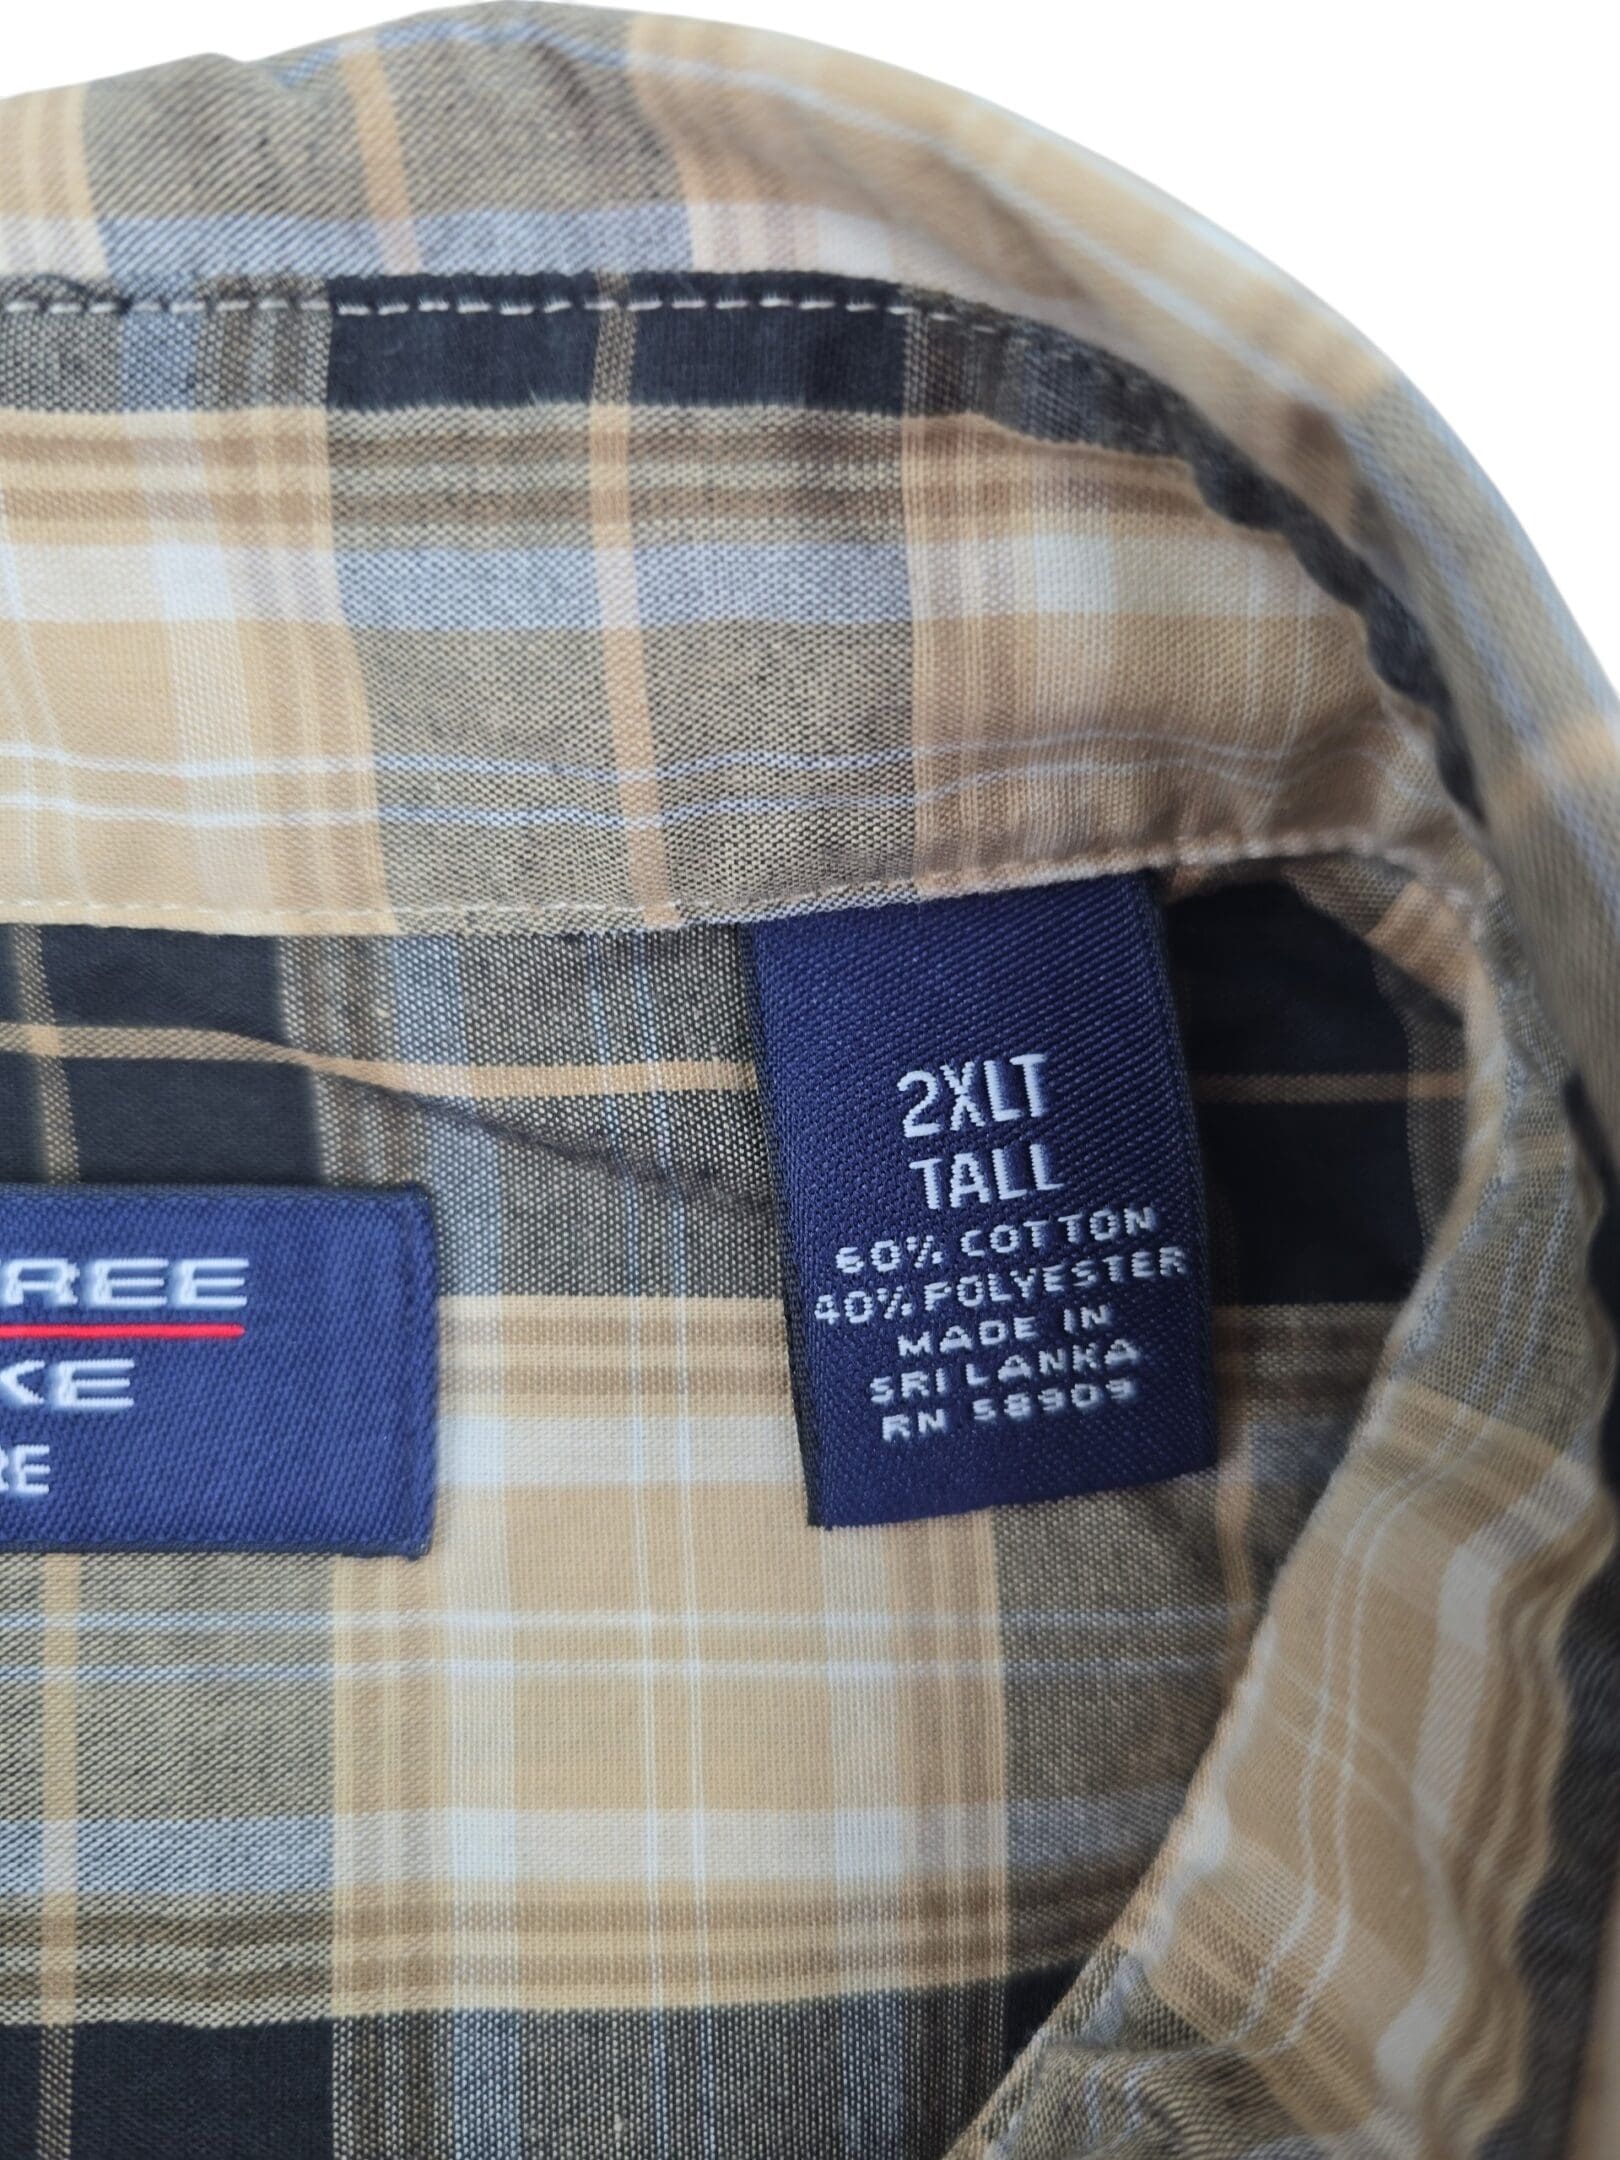 2XLT
TALL
60% COTTON
40% POLYESTER
MADE IN
SRI LANKA
RN 58909
REE
KE
RE